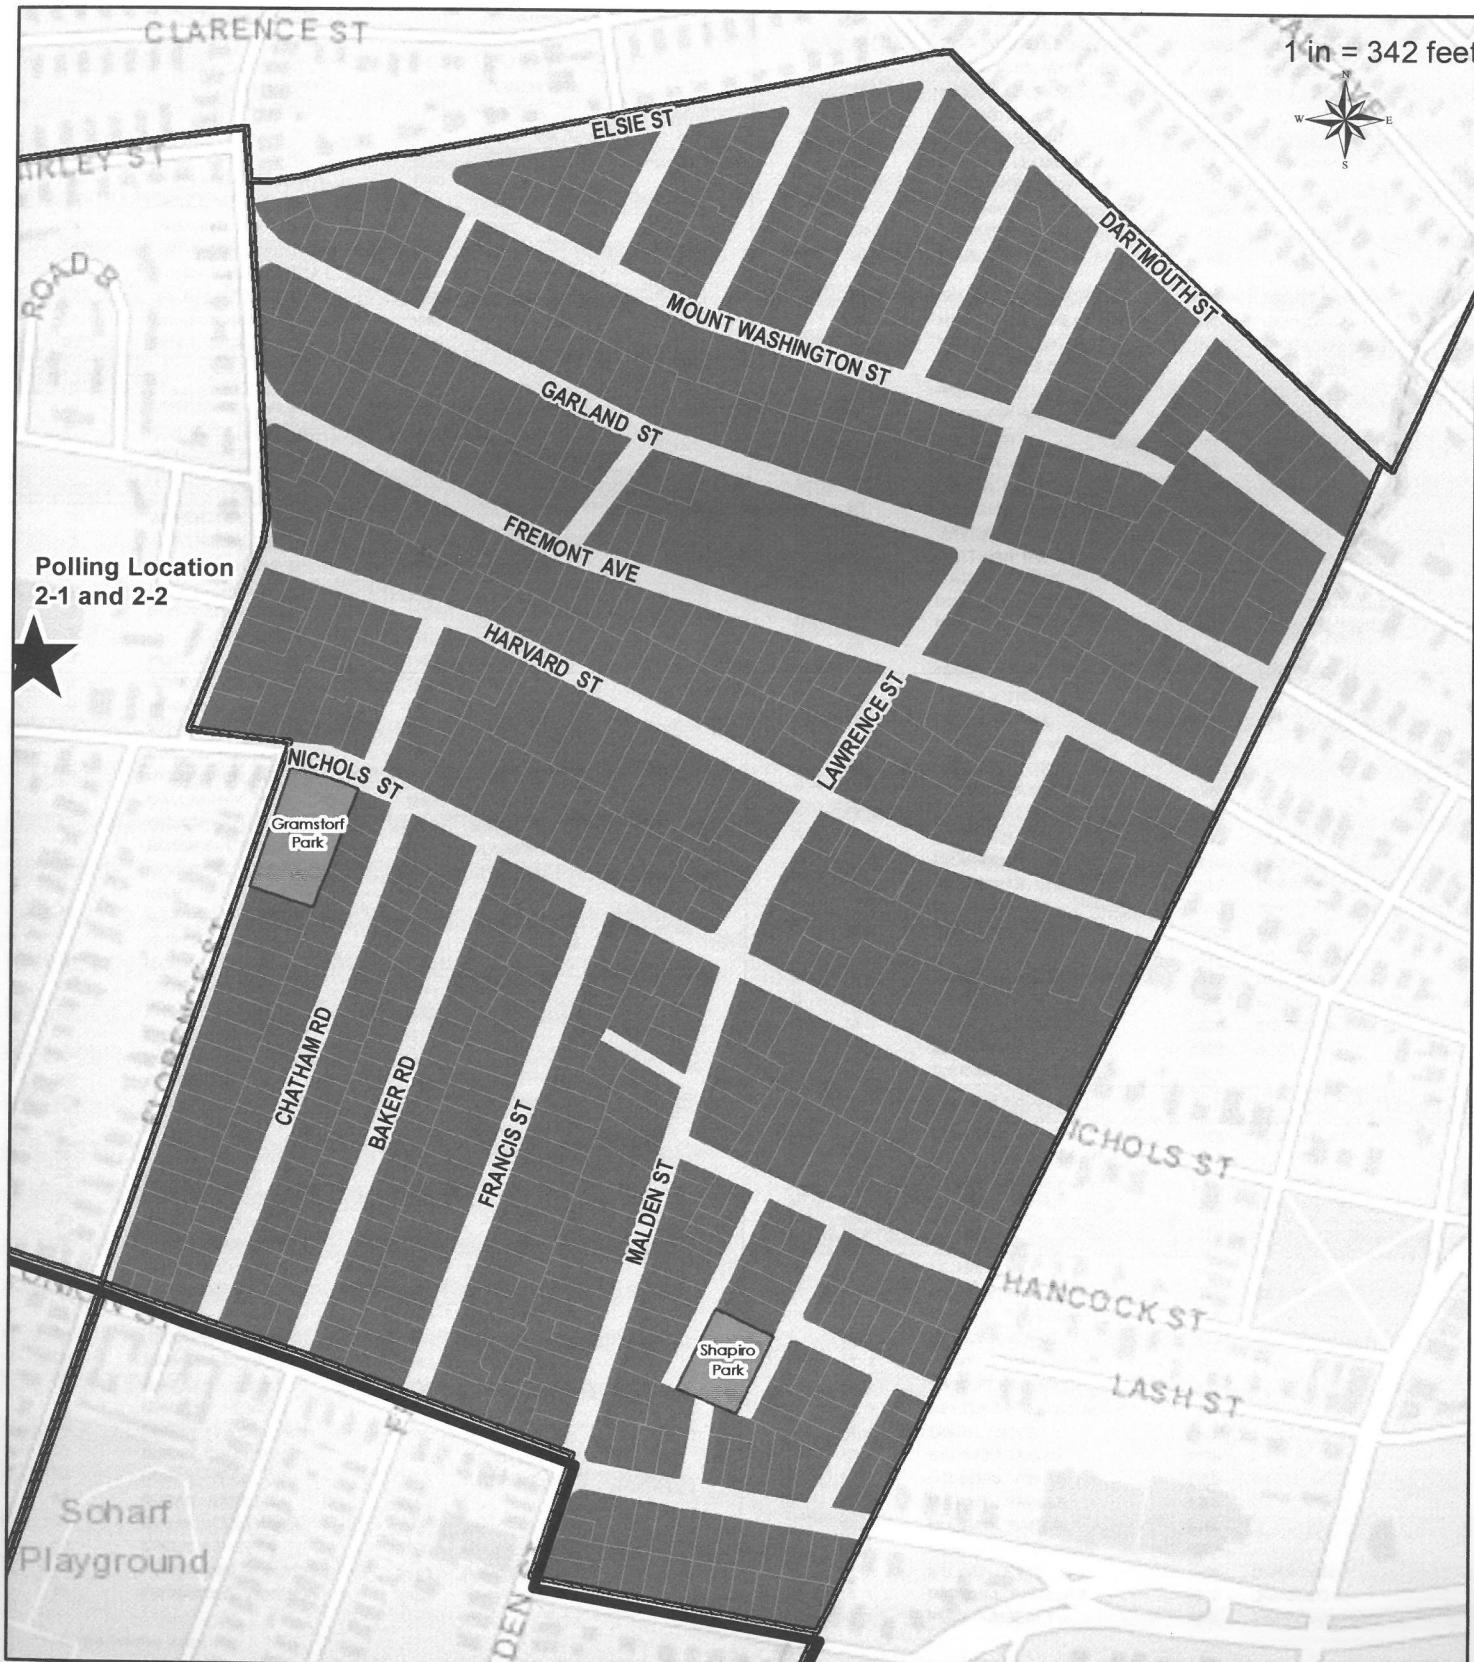 CLARENCE ST
1 in = 342 feet
N
W
E
S
ELSIE ST
ROAD B
DARTMOUTH ST
MOUNT WASHINGTON ST
GARLAND ST
FREMONT AVE
Polling Location
2-1 and 2-2
HARVARD ST
LAWRENCE ST
NICHOLS ST
Gramstorf
Park
CHATHAM RD
BAKER RD
FRANCIS ST
MALDEN ST
ICHOLS ST
HANCOCK ST
Shapiro
Park
LASH ST
Scharf
Playground
DEN